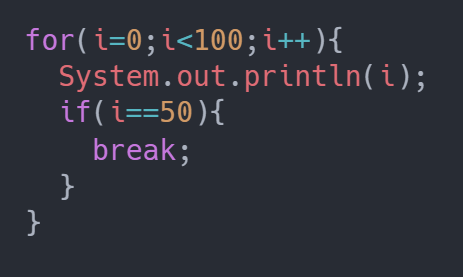 for(i=0;i<100;i++){
  System.out.println(i);
  if(i==50){
    break;
  }
}